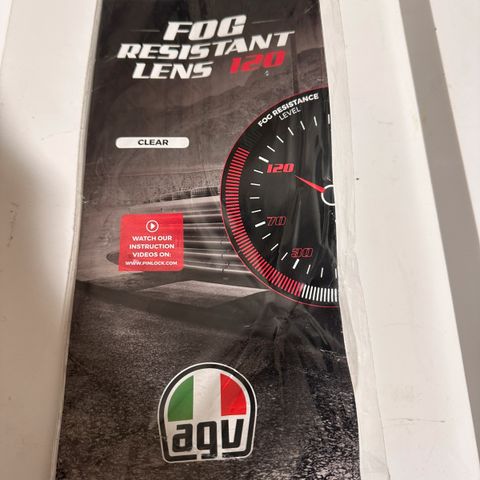 FOG
RESISTANT
LENS 120
CLEAR
FOG RESISTANCE
LEVEL
120
70
30
WATCH OUR
INSTRUCTION
VIDEOS ON:
WWW.PINLOCK.COM
agv